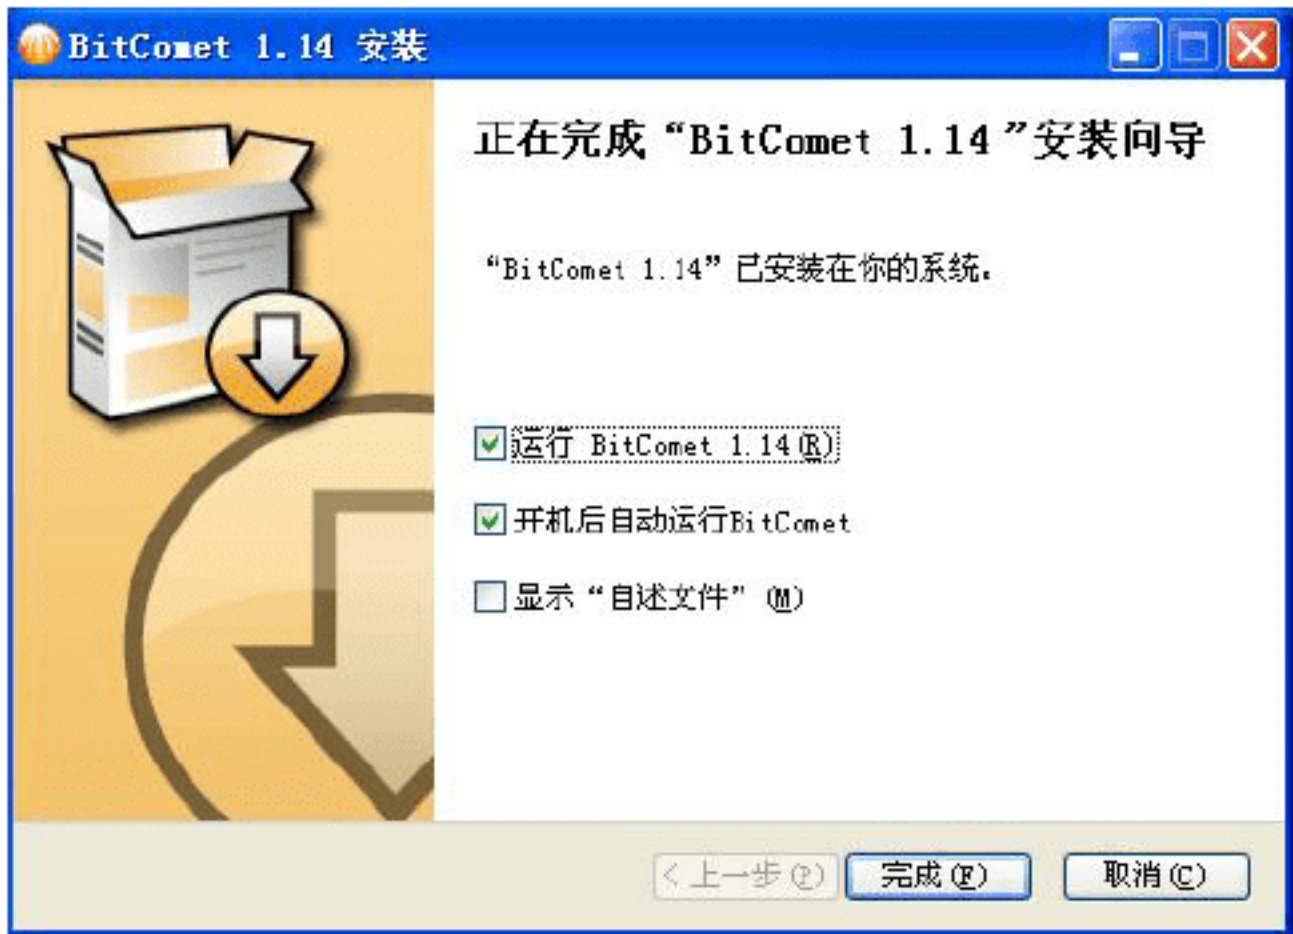 BitComet 1.14 安装
正在完成“BitComet 1.14”安装向导
“BitComet 1.14”已安装在你的系统。
运行 BitComet 1.14(R)
开机后自动运行BitComet
显示“自述文件” (M)
< 上一步(P) 完成(F) 取消(C)